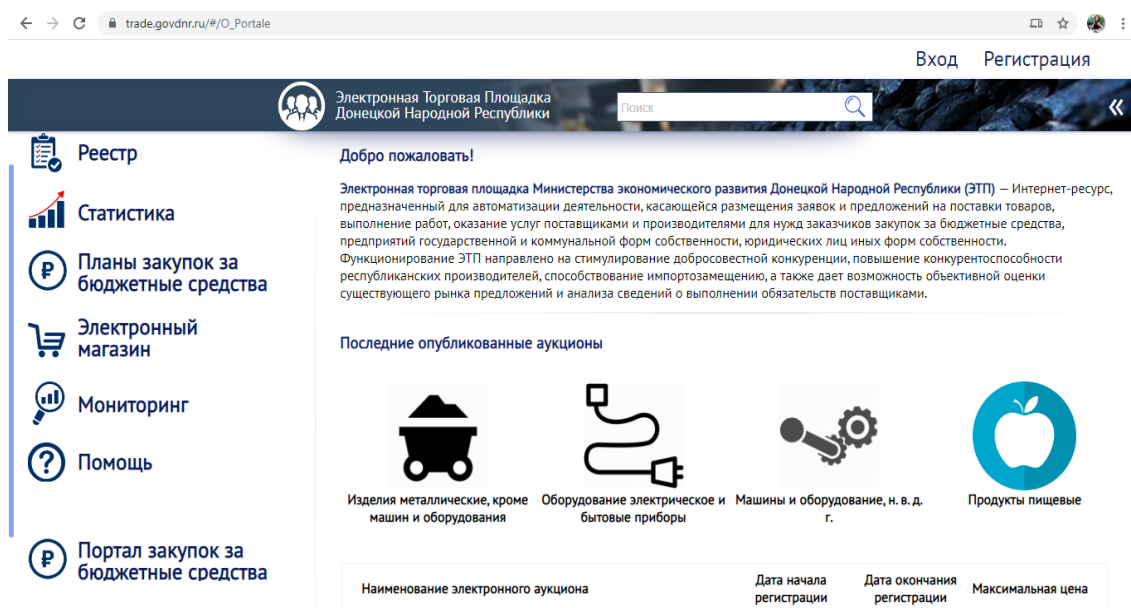 trade.govdnr.ru/#/O_Portale
Вход Регистрация
Электронная Торговая Площадка
Донецкой Народной Республики
Поиск
Реестр
Статистика
Планы закупок за
бюджетные средства
Электронный
магазин
Мониторинг
Помощь
Портал закупок за
бюджетные средства
Добро пожаловать!
Электронная торговая площадка Министерства экономического развития Донецкой Народной Республики (ЭТП) — Интернет-ресурс,
предназначенный для автоматизации деятельности, касающейся размещения заявок и предложений на поставки товаров,
выполнение работ, оказание услуг поставщиками и производителями для нужд заказчиков закупок за бюджетные средства,
предприятий государственной и коммунальной форм собственности, юридических лиц иных форм собственности.
Функционирование ЭТП направлено на стимулирование добросовестной конкуренции, повышение конкурентоспособности
республиканских производителей, способствование импортозамещению, а также дает возможность объективной оценки
существующего рынка предложений и анализа сведений о выполнении обязательств поставщиками.
Последние опубликованные аукционы
Изделия металлические, кроме
машин и оборудования
Оборудование электрическое и
бытовые приборы
Машины и оборудование, н. в. д.
г.
Продукты пищевые
Наименование электронного аукциона
Дата начала
регистрации
Дата окончания
регистрации
Максимальная цена